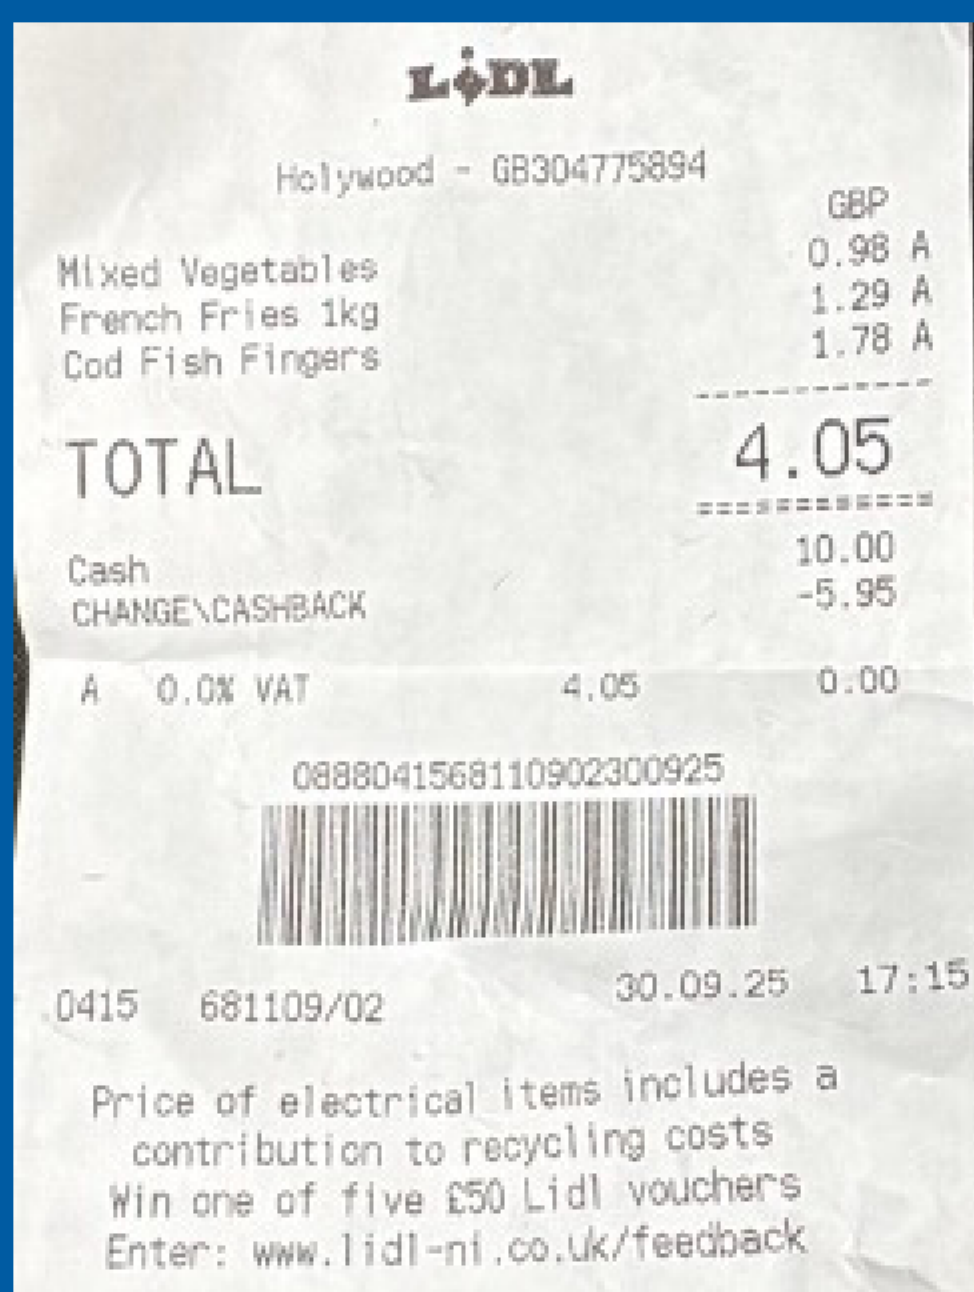 LiDL
Holywood - GB304775894
GBP
Mixed Vegetables 0.98 A
French Fries 1kg 1.29 A
Cod Fish Fingers 1.78 A
------------
TOTAL 4.05
============
Cash 10.00
CHANGE\CASHBACK -5.95
A 0.0% VAT 4.05 0.00
0888041568110902300925
0415 681109/02 30.09.25 17:15
Price of electrical items includes a
contribution to recycling costs
Win one of five £50 Lidl vouchers
Enter: www.lidl-ni.co.uk/feedback